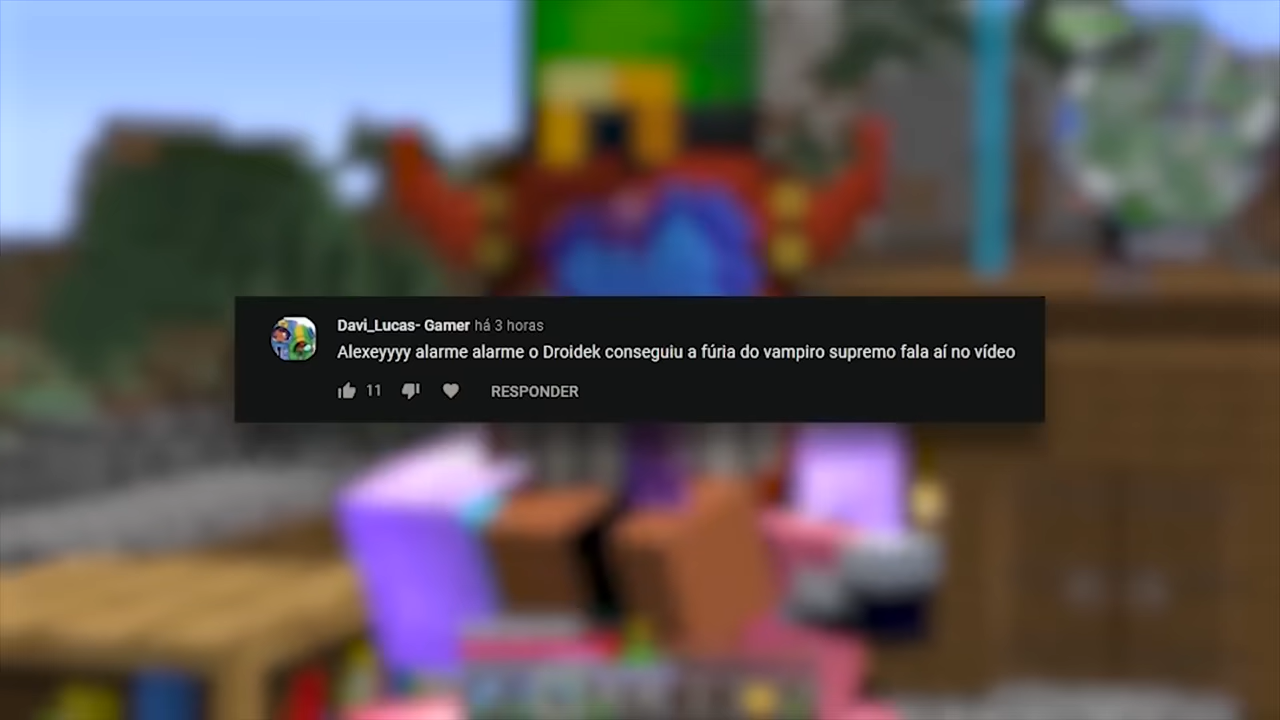 Davi_Lucas- Gamer há 3 horas
Alexeyyyy alarme alarme o Droidek conseguiu a fúria do vampiro supremo fala aí no vídeo
11 RESPONDER